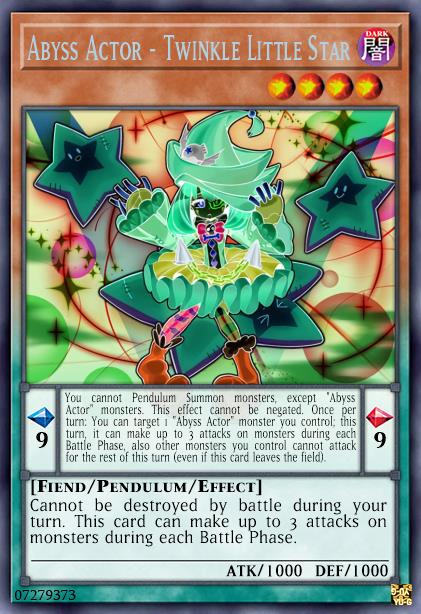 Abyss Actor - Twinkle Little Star
DARK
闇
You cannot Pendulum Summon monsters, except "Abyss
Actor" monsters. This effect cannot be negated. Once per
turn: You can target 1 "Abyss Actor" monster you control; this
turn, it can make up to 3 attacks on monsters during each
Battle Phase, also other monsters you control cannot attack
for the rest of this turn (even if this card leaves the field).
9
9
[Fiend/Pendulum/Effect]
Cannot be destroyed by battle during your
turn. This card can make up to 3 attacks on
monsters during each Battle Phase.
ATK/1000 DEF/1000
07279373